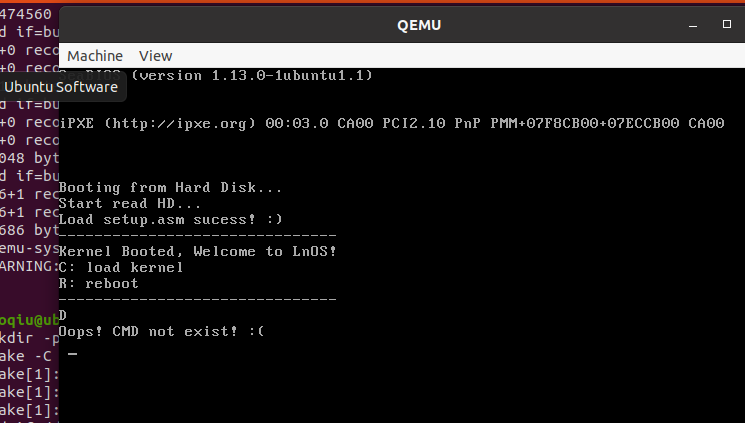 474560
QEMU
d if=bu
+0 reco
Machine View
+0 reco
SeaBIOS (version 1.13.0-1ubuntu1.1)
Ubuntu Software
d if=bu
+0 reco
iPXE (http://ipxe.org) 00:03.0 CA00 PCI2.10 PnP PMM+07F8CB00+07ECCB00 CA00
+0 reco
048 byt
d if=bu
6+1 rec
Booting from Hard Disk...
Start read HD...
6+1 rec
Load setup.asm sucess! :)
686 byt
-------------------------------
emu-sys
Kernel Booted, Welcome to LnOS!
ARNING:
C: load kernel
R: reboot
-------------------------------
oqiu@ub
D
Oops! CMD not exist! :(
kdir -p
_
ake -C
ake[1]:
ake[1]:
ake[1]: